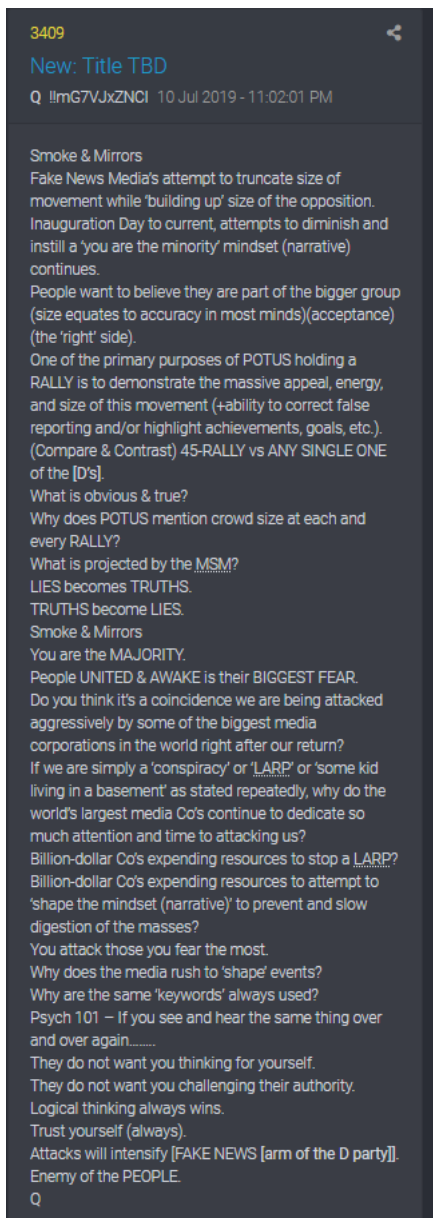 3409
New: Title TBD
Q !!mG7VJxZNCI 10 Jul 2019 - 11:02:01 PM
Smoke & Mirrors
Fake News Media's attempt to truncate size of
movement while 'building up' size of the opposition.
Inauguration Day to current, attempts to diminish and
instill a 'you are the minority' mindset (narrative)
continues.
People want to believe they are part of the bigger group
(size equates to accuracy in most minds)(acceptance)
(the 'right' side).
One of the primary purposes of POTUS holding a
RALLY is to demonstrate the massive appeal, energy,
and size of this movement (+ability to correct false
reporting and/or highlight achievements, goals, etc.).
(Compare & Contrast) 45-RALLY vs ANY SINGLE ONE
of the [D's].
What is obvious & true?
Why does POTUS mention crowd size at each and
every RALLY?
What is projected by the MSM?
LIES becomes TRUTHS.
TRUTHS become LIES.
Smoke & Mirrors
You are the MAJORITY.
People UNITED & AWAKE is their BIGGEST FEAR.
Do you think it's a coincidence we are being attacked
aggressively by some of the biggest media
corporations in the world right after our return?
If we are simply a 'conspiracy' or 'LARP' or 'some kid
living in a basement' as stated repeatedly, why do the
world's largest media Co's continue to dedicate so
much attention and time to attacking us?
Billion-dollar Co's expending resources to stop a LARP?
Billion-dollar Co's expending resources to attempt to
'shape the mindset (narrative)' to prevent and slow
digestion of the masses?
You attack those you fear the most.
Why does the media rush to 'shape' events?
Why are the same 'keywords' always used?
Psych 101 – If you see and hear the same thing over
and over again........
They do not want you thinking for yourself.
They do not want you challenging their authority.
Logical thinking always wins.
Trust yourself (always).
Attacks will intensify [FAKE NEWS [arm of the D party]].
Enemy of the PEOPLE.
Q